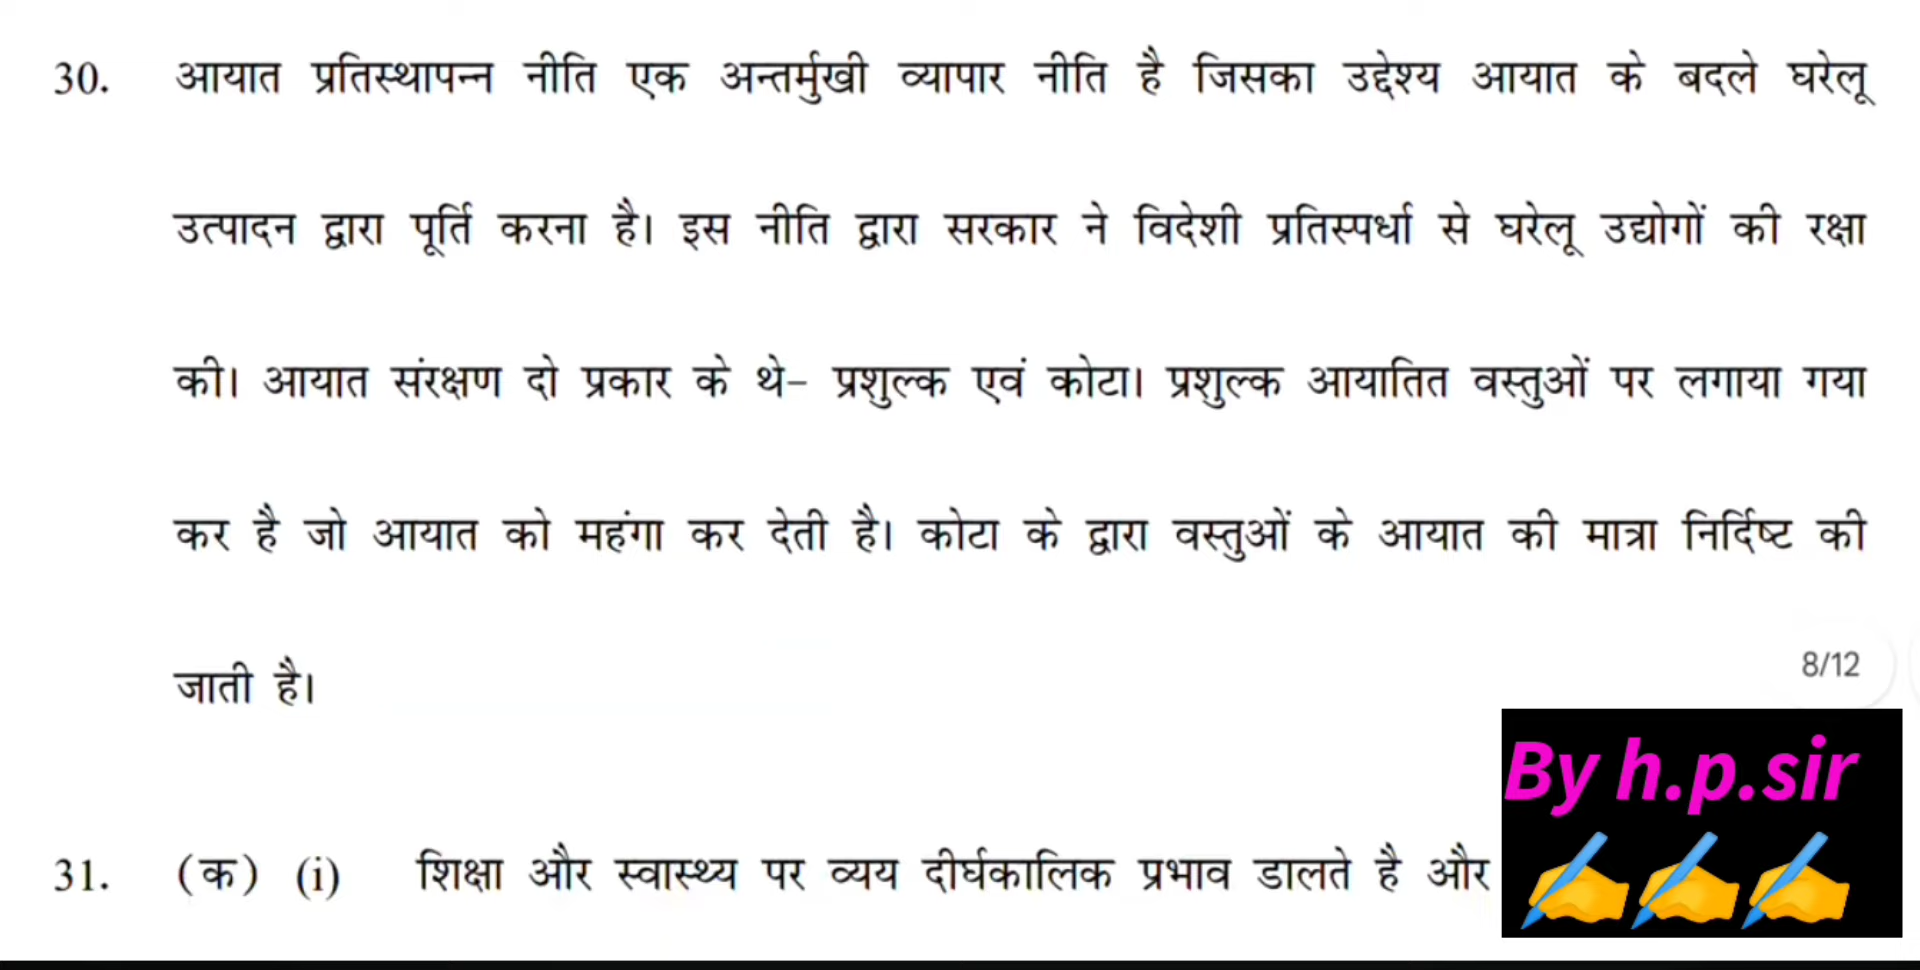 30. आयात प्रतिस्थापन्न नीति एक अन्तर्मुखी व्यापार नीति है जिसका उद्देश्य आयात के बदले घरेलू
उत्पादन द्वारा पूर्ति करना है। इस नीति द्वारा सरकार ने विदेशी प्रतिस्पर्धा से घरेलू उद्योगों की रक्षा
की। आयात संरक्षण दो प्रकार के थे– प्रशुल्क एवं कोटा। प्रशुल्क आयातित वस्तुओं पर लगाया गया
कर है जो आयात को महंगा कर देती है। कोटा के द्वारा वस्तुओं के आयात की मात्रा निर्दिष्ट की
जाती है।
8/12
By h.p.sir
31. (क) (i) शिक्षा और स्वास्थ्य पर व्यय दीर्घकालिक प्रभाव डालते है और